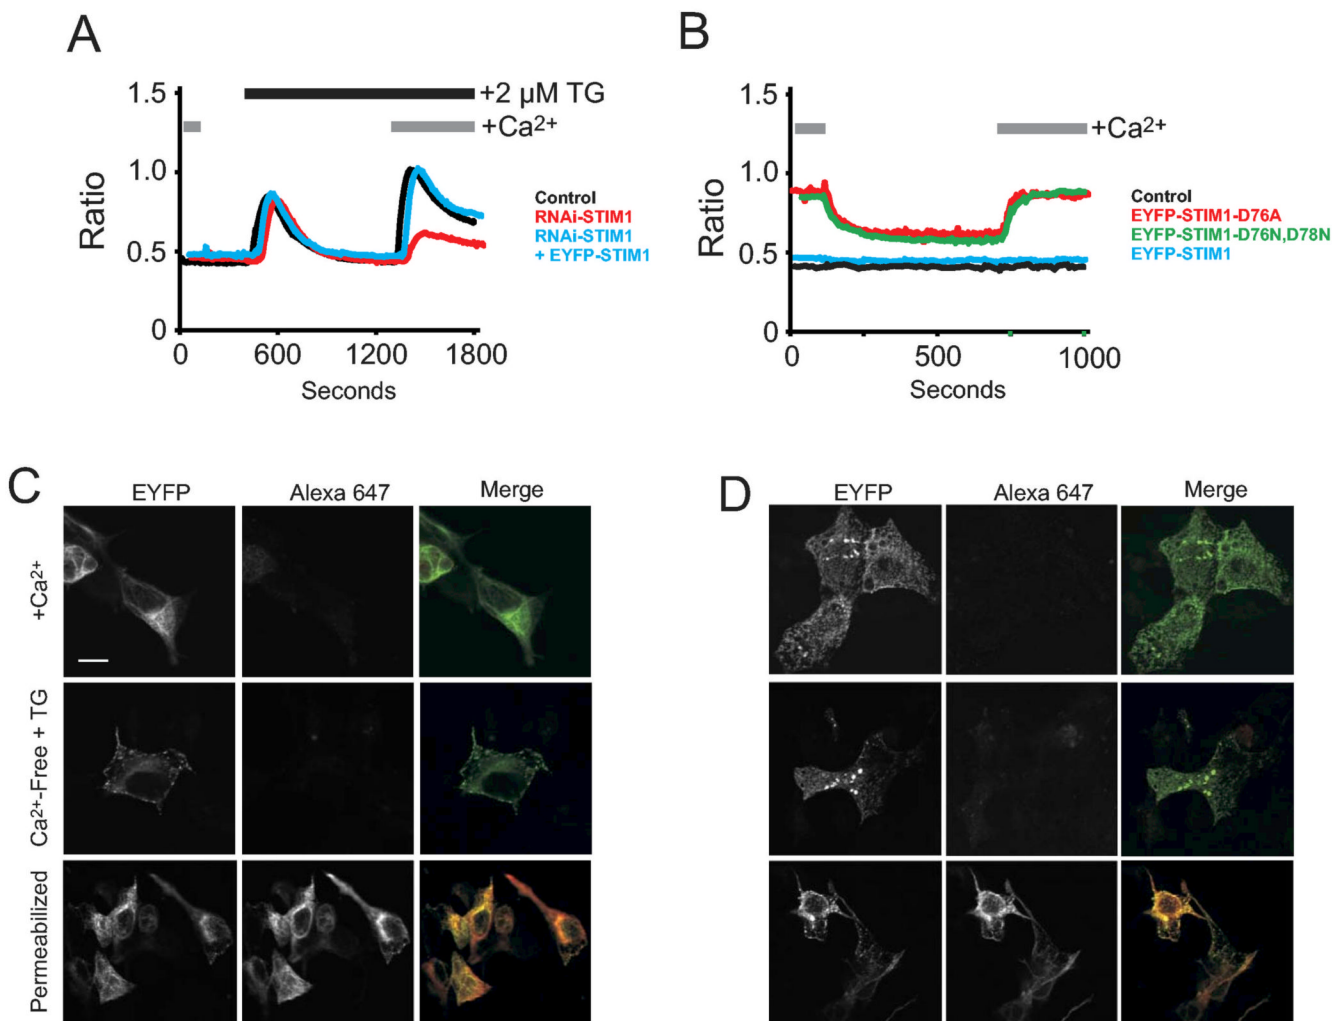 A
1.5
1.0
0.5
0
Ratio
+2 µM TG
+Ca²⁺
Control
RNAi-STIM1
RNAi-STIM1
+ EYFP-STIM1
0 600 1200 1800
Seconds
B
1.5
1.0
0.5
0
Ratio
+Ca²⁺
Control
EYFP-STIM1-D76A
EYFP-STIM1-D76N,D78N
EYFP-STIM1
0 500 1000
Seconds
C
EYFP Alexa 647 Merge
+Ca²⁺
Ca²⁺-Free + TG
Permeabilized
D
EYFP Alexa 647 Merge